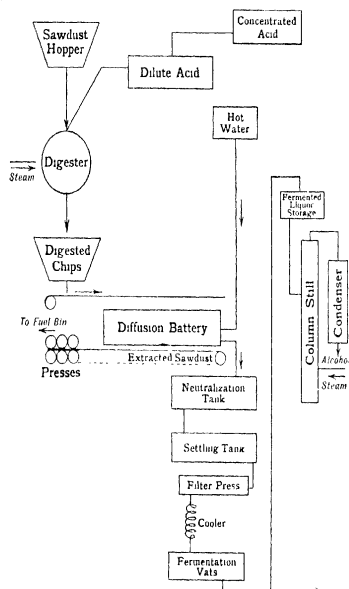 Concentrated
Acid
Sawdust
Hopper
Dilute Acid
Hot
Water
Digester
Steam
Fermented
Liquor
Storage
Digested
Chips
Column Still
Condenser
To Fuel Bin
Diffusion Battery
Extracted Sawdust
Presses
Alcohol
Steam
Neutralization
Tank
Settling Tank
Filter Press
Cooler
Fermentation
Vats